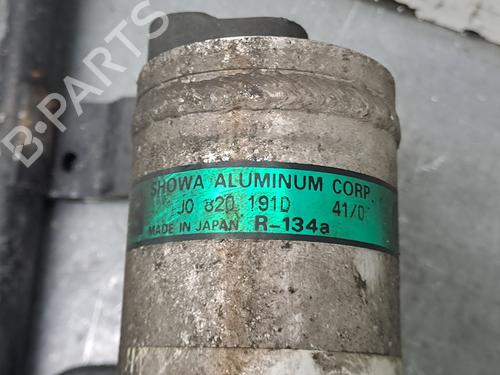 B-PARTS
SHOWA ALUMINUM CORP.
J0 820 191D 41/0
MADE IN JAPAN R-134a